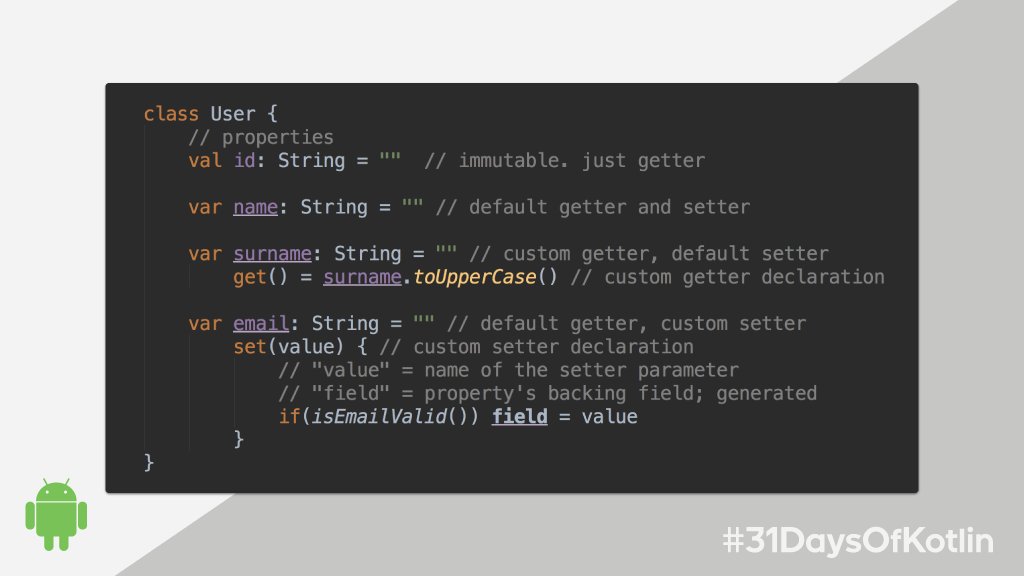 class User {
// properties
val id: String = "" // immutable. just getter
var name: String = "" // default getter and setter
var surname: String = "" // custom getter, default setter
get() = surname.toUpperCase() // custom getter declaration
var email: String = "" // default getter, custom setter
set(value) { // custom setter declaration
// "value" = name of the setter parameter
// "field" = property's backing field; generated
if(isEmailValid()) field = value
}
}
#31DaysOfKotlin